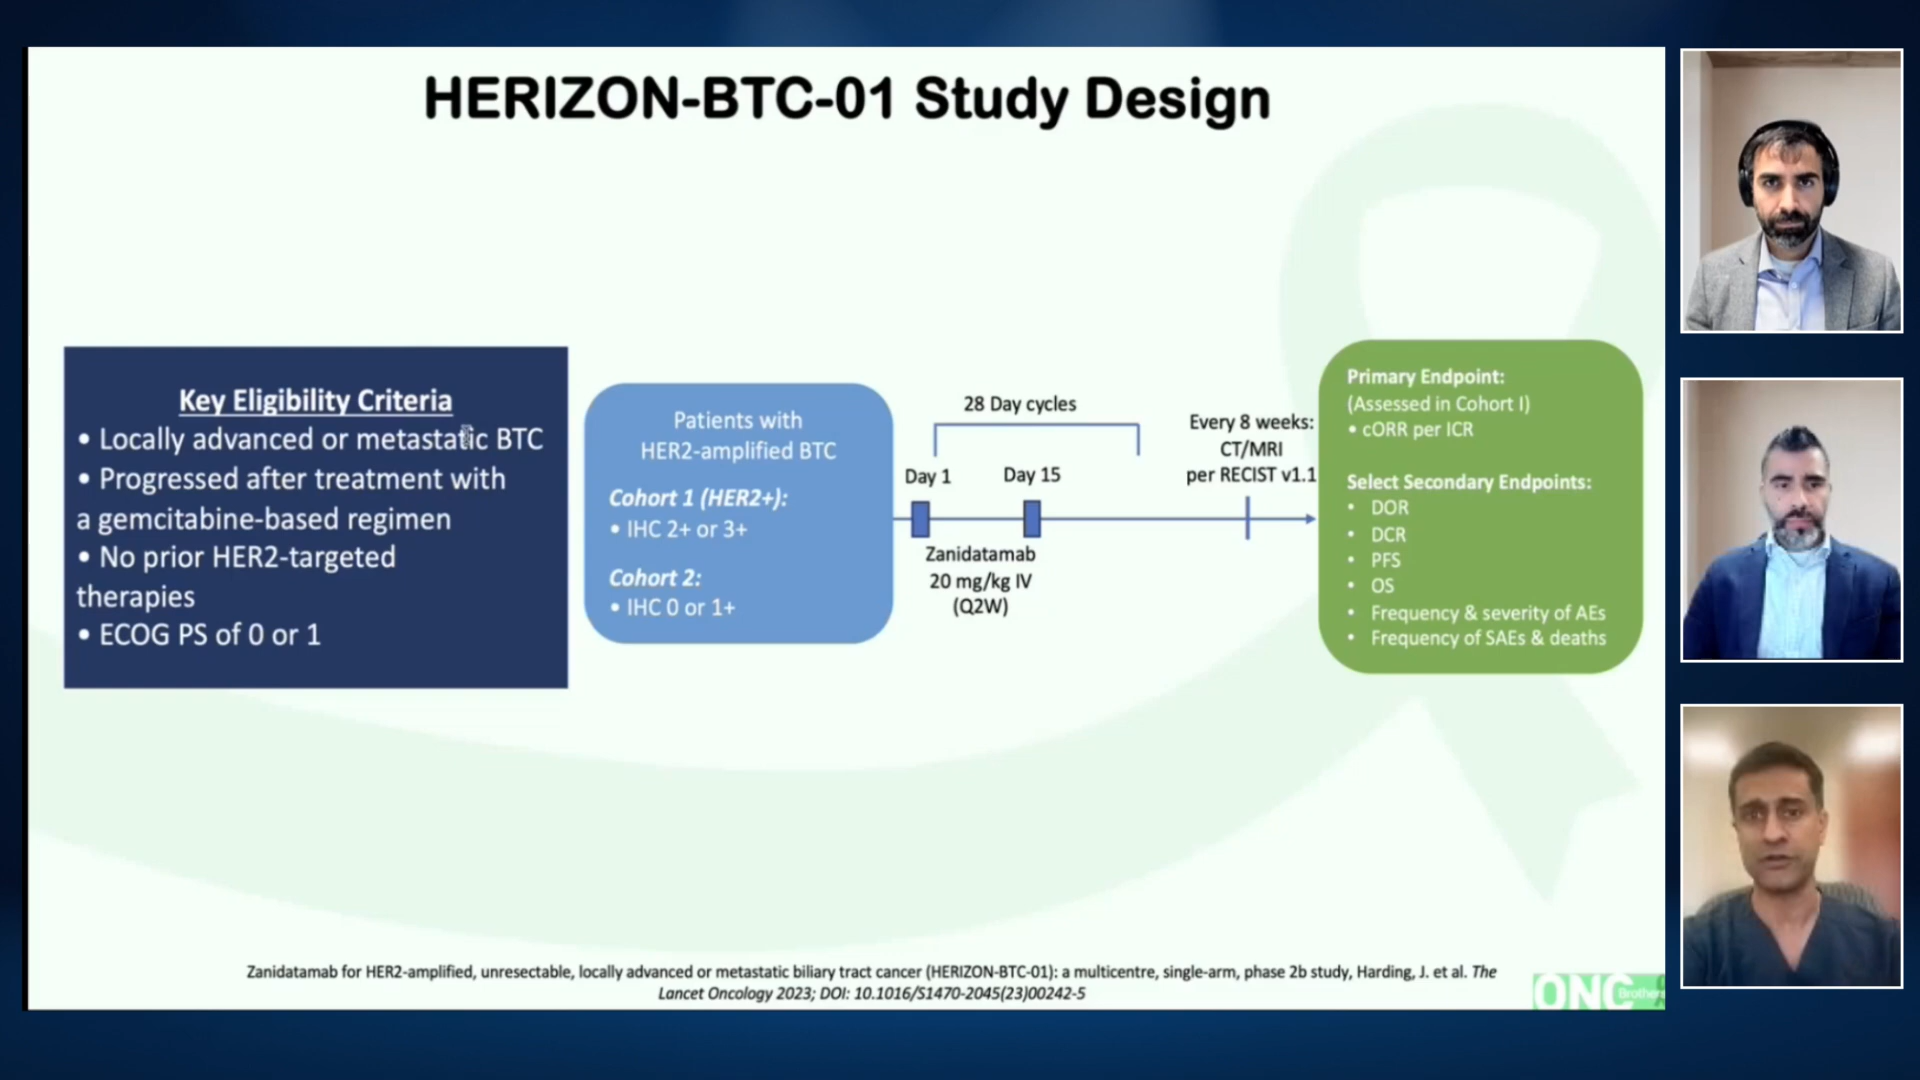 HERIZON-BTC-01 Study Design
Key Eligibility Criteria
• Locally advanced or metastatic BTC
• Progressed after treatment with
a gemcitabine-based regimen
• No prior HER2-targeted
therapies
• ECOG PS of 0 or 1
Patients with
HER2-amplified BTC
Cohort 1 (HER2+):
• IHC 2+ or 3+
Cohort 2:
• IHC 0 or 1+
28 Day cycles
Day 1
Day 15
Zanidatamab
20 mg/kg IV
(Q2W)
Every 8 weeks:
CT/MRI
per RECIST v1.1
Primary Endpoint:
(Assessed in Cohort I)
• cORR per ICR
Select Secondary Endpoints:
• DOR
• DCR
• PFS
• OS
• Frequency & severity of AEs
• Frequency of SAEs & deaths
Zanidatamab for HER2-amplified, unresectable, locally advanced or metastatic biliary tract cancer (HERIZON-BTC-01): a multicentre, single-arm, phase 2b study, Harding, J. et al. The
Lancet Oncology 2023; DOI: 10.1016/S1470-2045(23)00242-5
ONC Brothers